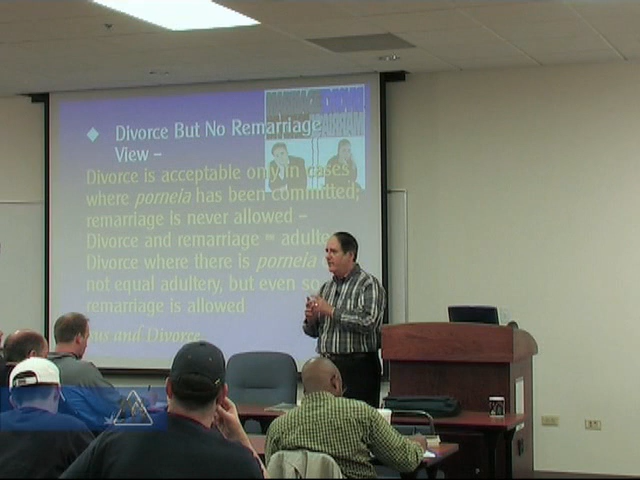 Divorce But No Remarriage
View –
Divorce is acceptable only in cases
where porneia has been committed;
remarriage is never allowed –
Divorce and remarriage =
Divorce where there is porneia
not equal adultery, but even so
remarriage is allowed
and Divorce